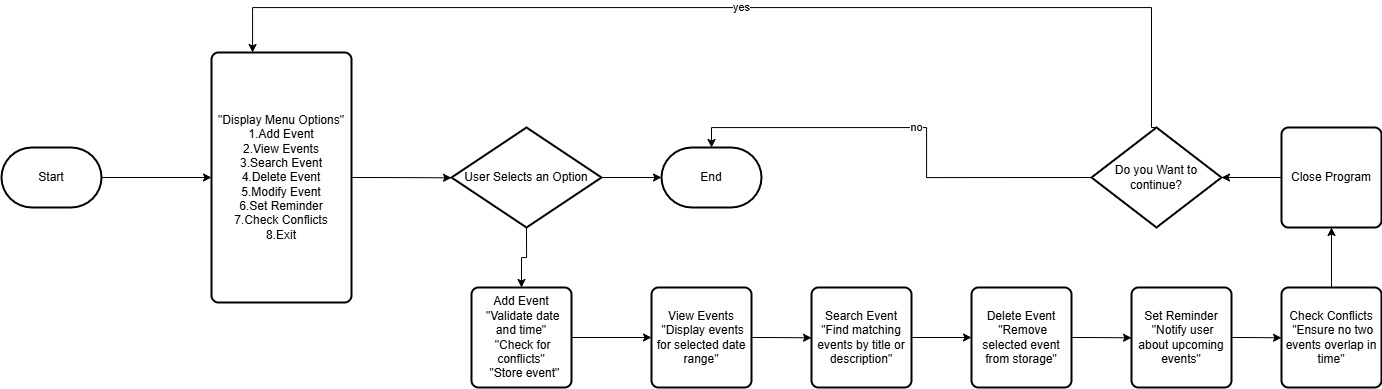 yes
"Display Menu Options"
1.Add Event
2.View Events
3.Search Event
4.Delete Event
5.Modify Event
6.Set Reminder
7.Check Conflicts
8.Exit
Start
User Selects an Option
End
no
Do you Want to
continue?
Close Program
Add Event
"Validate date
and time"
"Check for
conflicts"
"Store event"
View Events
"Display events
for selected date
range"
Search Event
"Find matching
events by title or
description"
Delete Event
"Remove
selected event
from storage"
Set Reminder
"Notify user
about upcoming
events"
Check Conflicts
"Ensure no two
events overlap in
time"